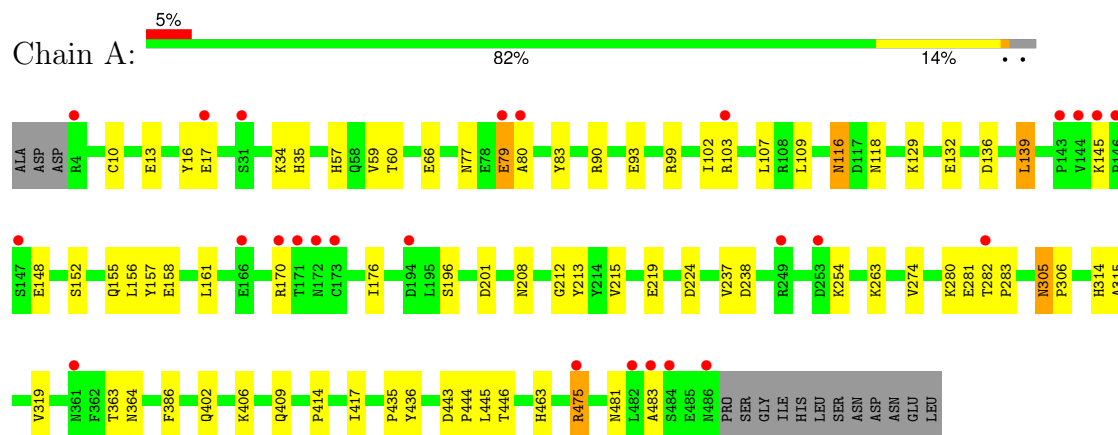 5%
Chain A:
82% 14% • •
ALA ASP ASP R4 C10 E13 Y16 E17 S31 K34 H35 H57 Q58 V59 T60 E66 N77 E78 E79 A80 Y83 R90 E93 R99 I102 R103 L107 R108 L109 N116 D117 N118 K129 E132 D136 L139 P143 V144 K145 P146
S147 E148 S152 Q155 L156 Y157 E158 L161 E166 R170 T171 N172 C173 I176 D194 L195 S196 D201 N208 G212 Y213 Y214 V215 E219 D224 V237 D238 R249 D253 K254 K263 V274 K280 E281 T282 P283 N305 P306 H314 A315
V319 N361 F362 T363 N364 F386 Q402 K406 Q409 P414 I417 P435 Y436 D443 P444 L445 T446 H463 R475 N481 L482 A483 S484 E485 N486 PRO SER GLY ILE HIS LEU SER ASN ASP ASN GLU LEU